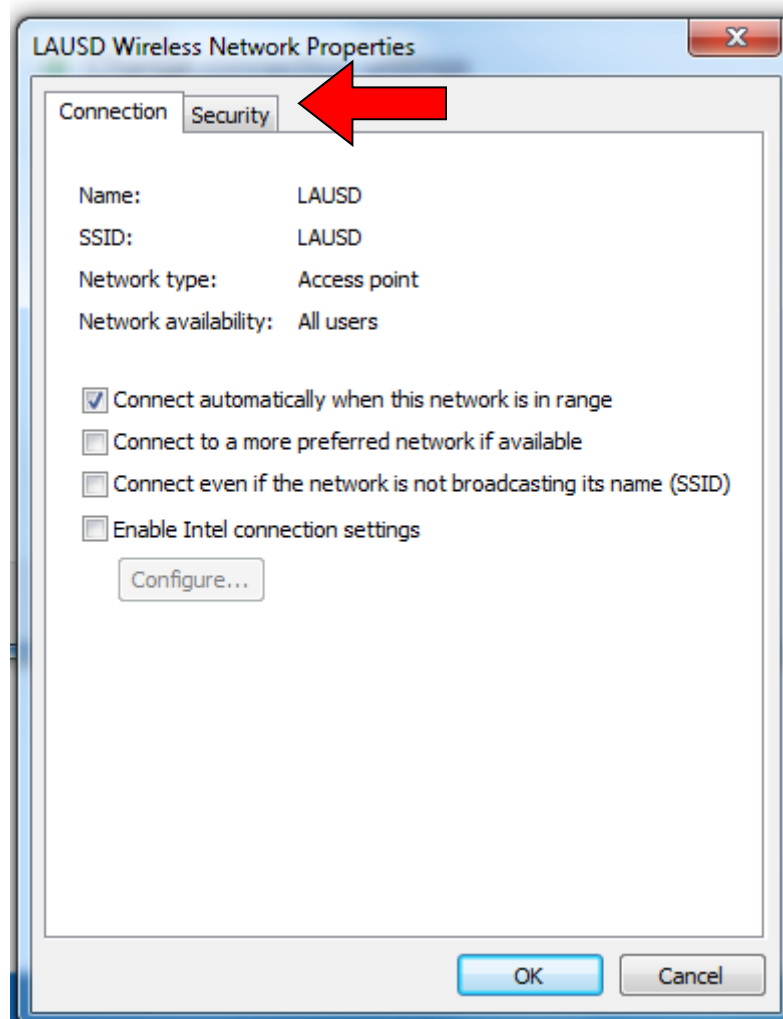 LAUSD Wireless Network Properties
Connection Security
Name: LAUSD
SSID: LAUSD
Network type: Access point
Network availability: All users
Connect automatically when this network is in range
Connect to a more preferred network if available
Connect even if the network is not broadcasting its name (SSID)
Enable Intel connection settings
Configure...
OK Cancel